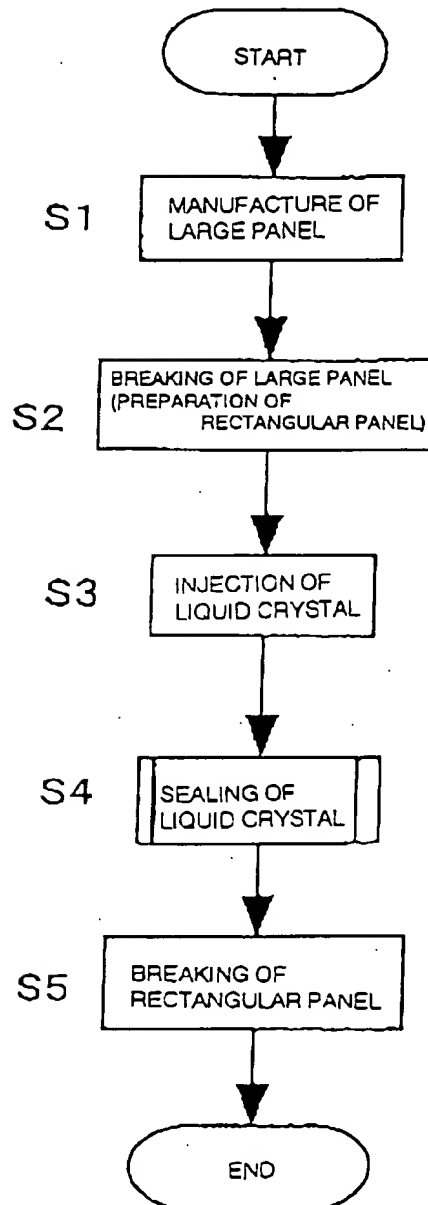 START
S1
MANUFACTURE OF
LARGE PANEL
S2
BREAKING OF LARGE PANEL
(PREPARATION OF
RECTANGULAR PANEL)
S3
INJECTION OF
LIQUID CRYSTAL
S4
SEALING OF
LIQUID CRYSTAL
S5
BREAKING OF
RECTANGULAR PANEL
END